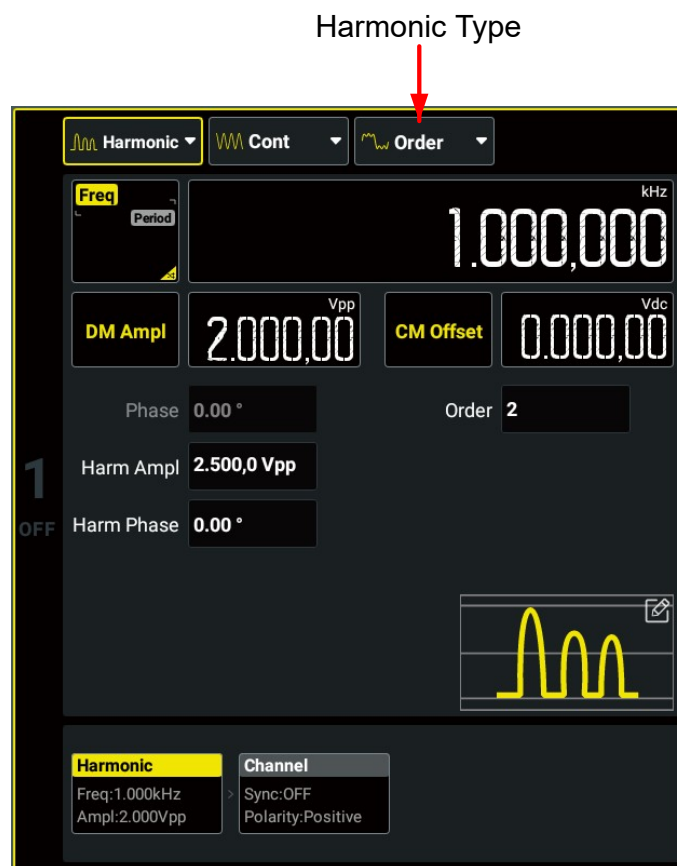 Harmonic Type
Harmonic Cont Order
Freq
Period
kHz
1.000,000
DM Ampl
Vpp
2.000,00
CM Offset
Vdc
0.000,00
Phase 0.00 °
Order 2
Harm Ampl 2.500,0 Vpp
Harm Phase 0.00 °
1
OFF
Harmonic
Freq:1.000kHz
Ampl:2.000Vpp
>
Channel
Sync:OFF
Polarity:Positive